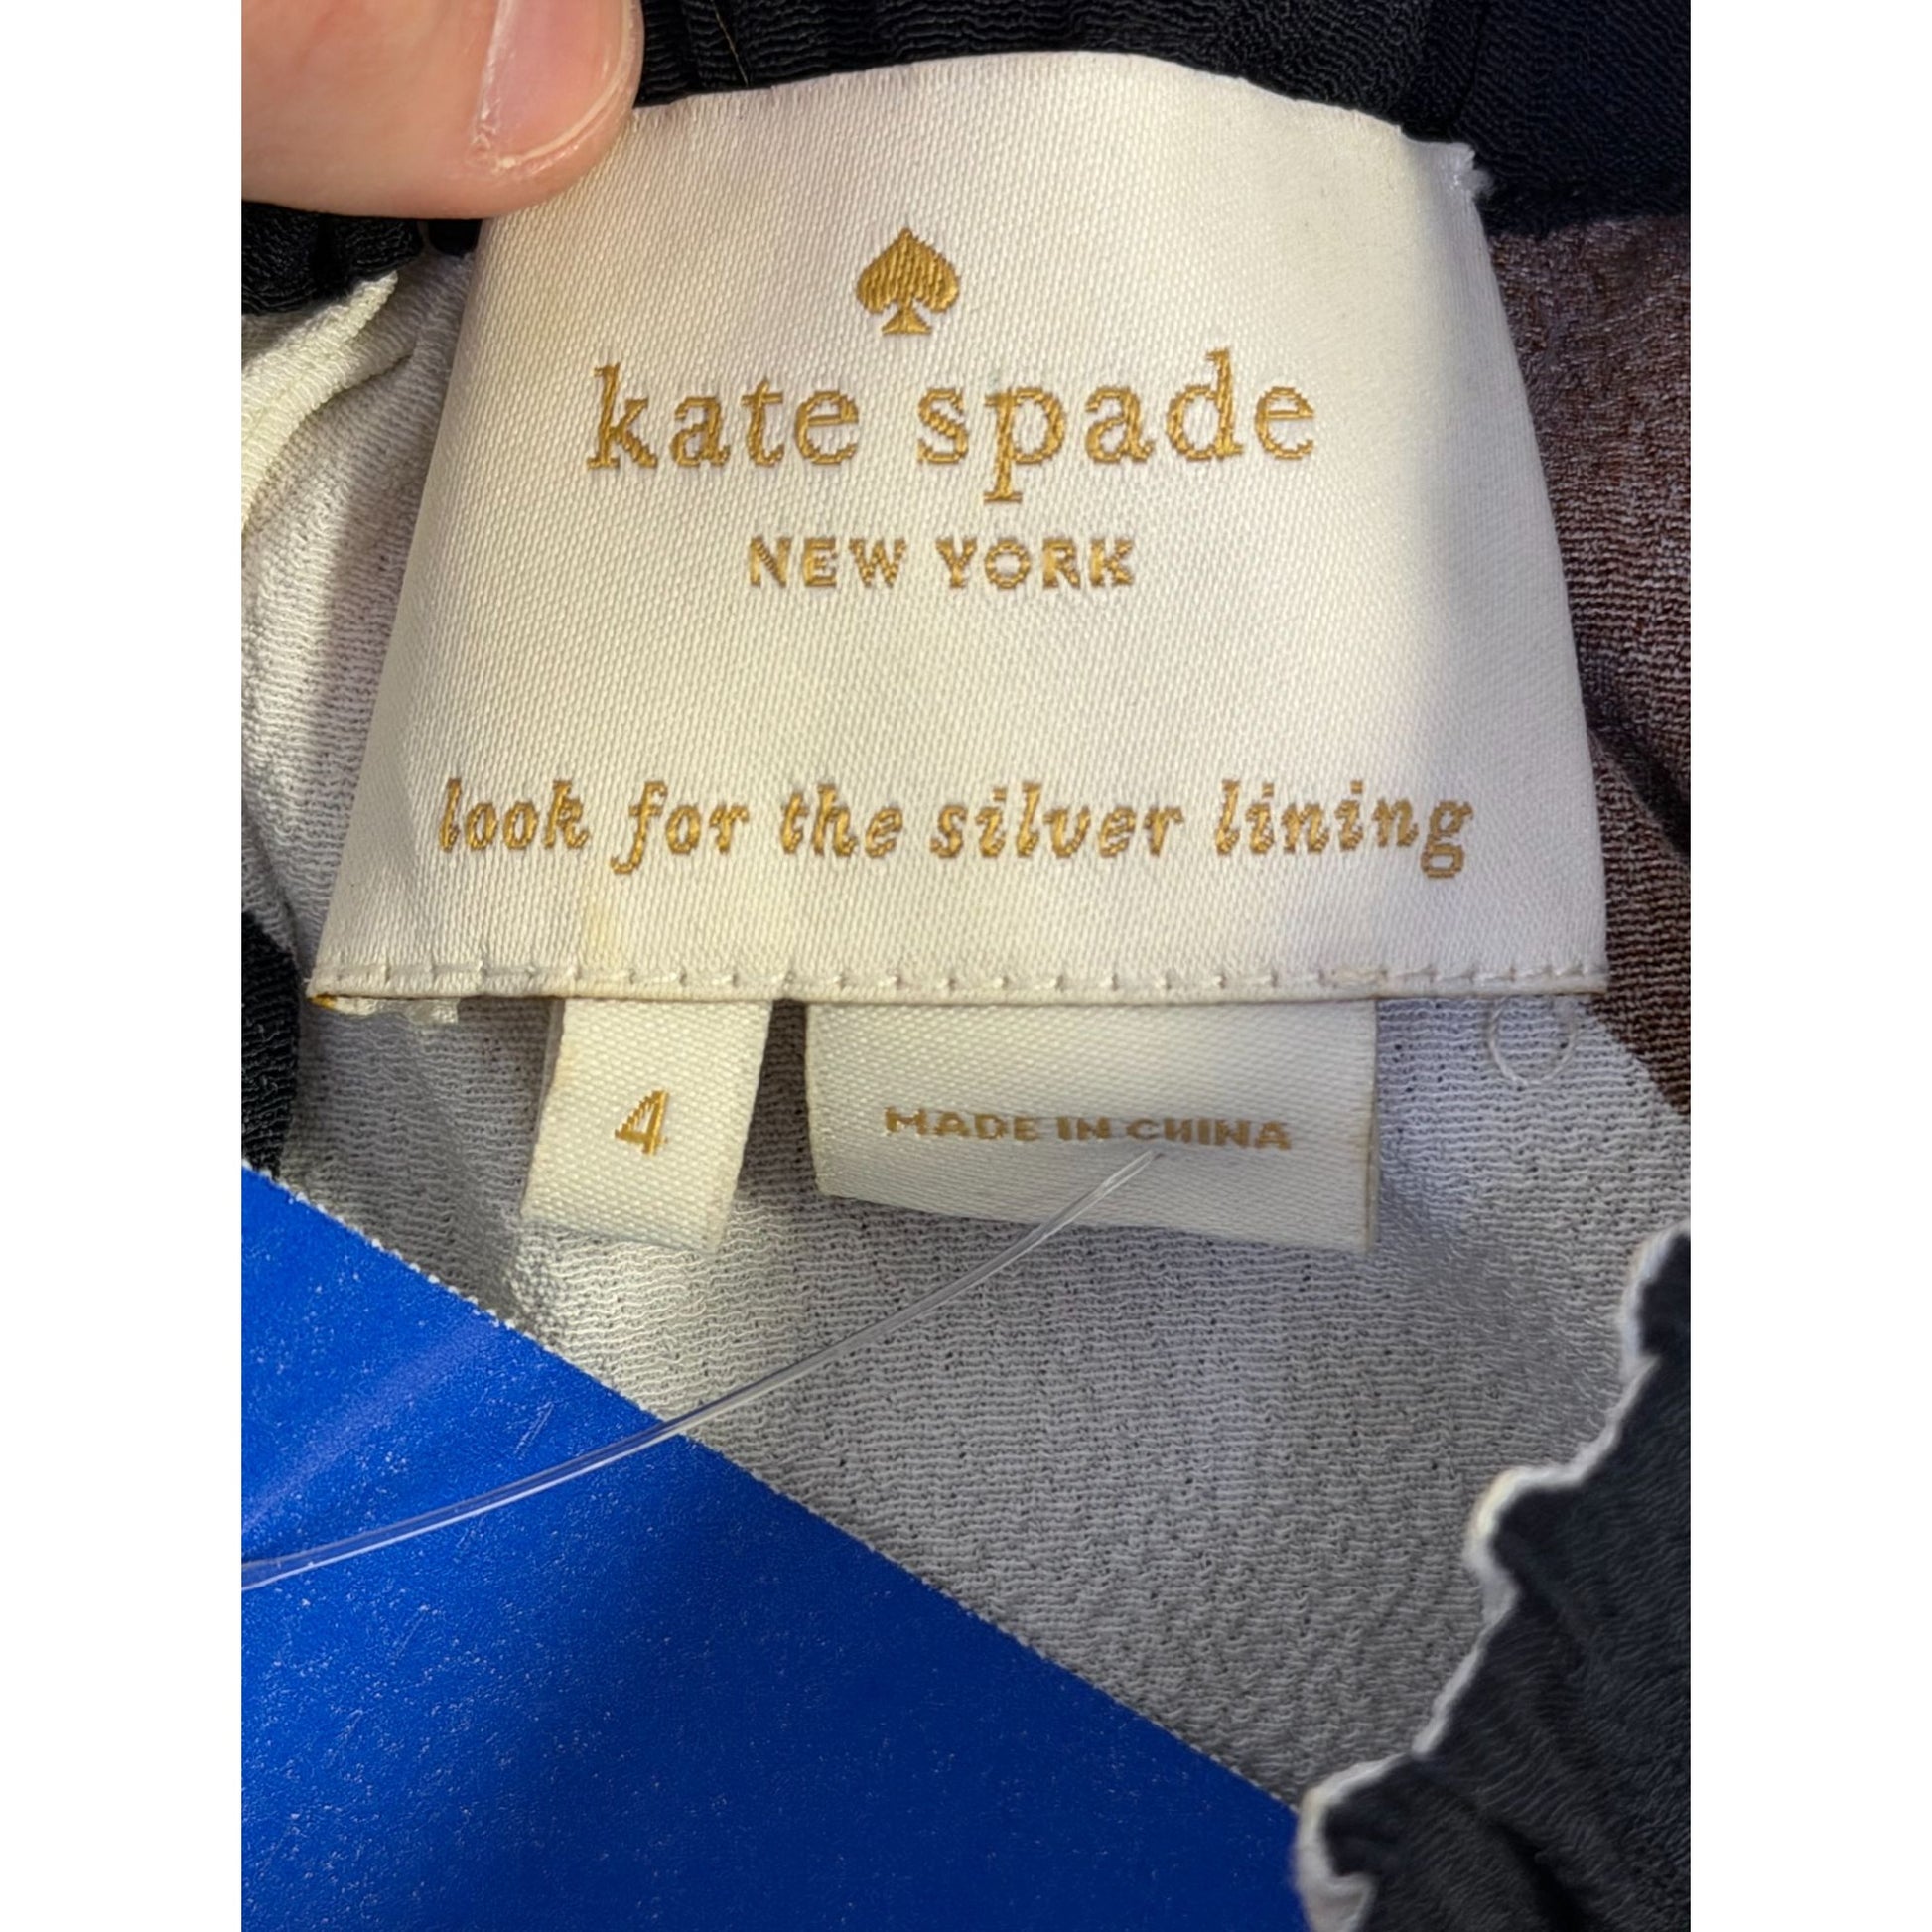 kate spade
NEW YORK
look for the silver lining
4
MADE IN CHINA